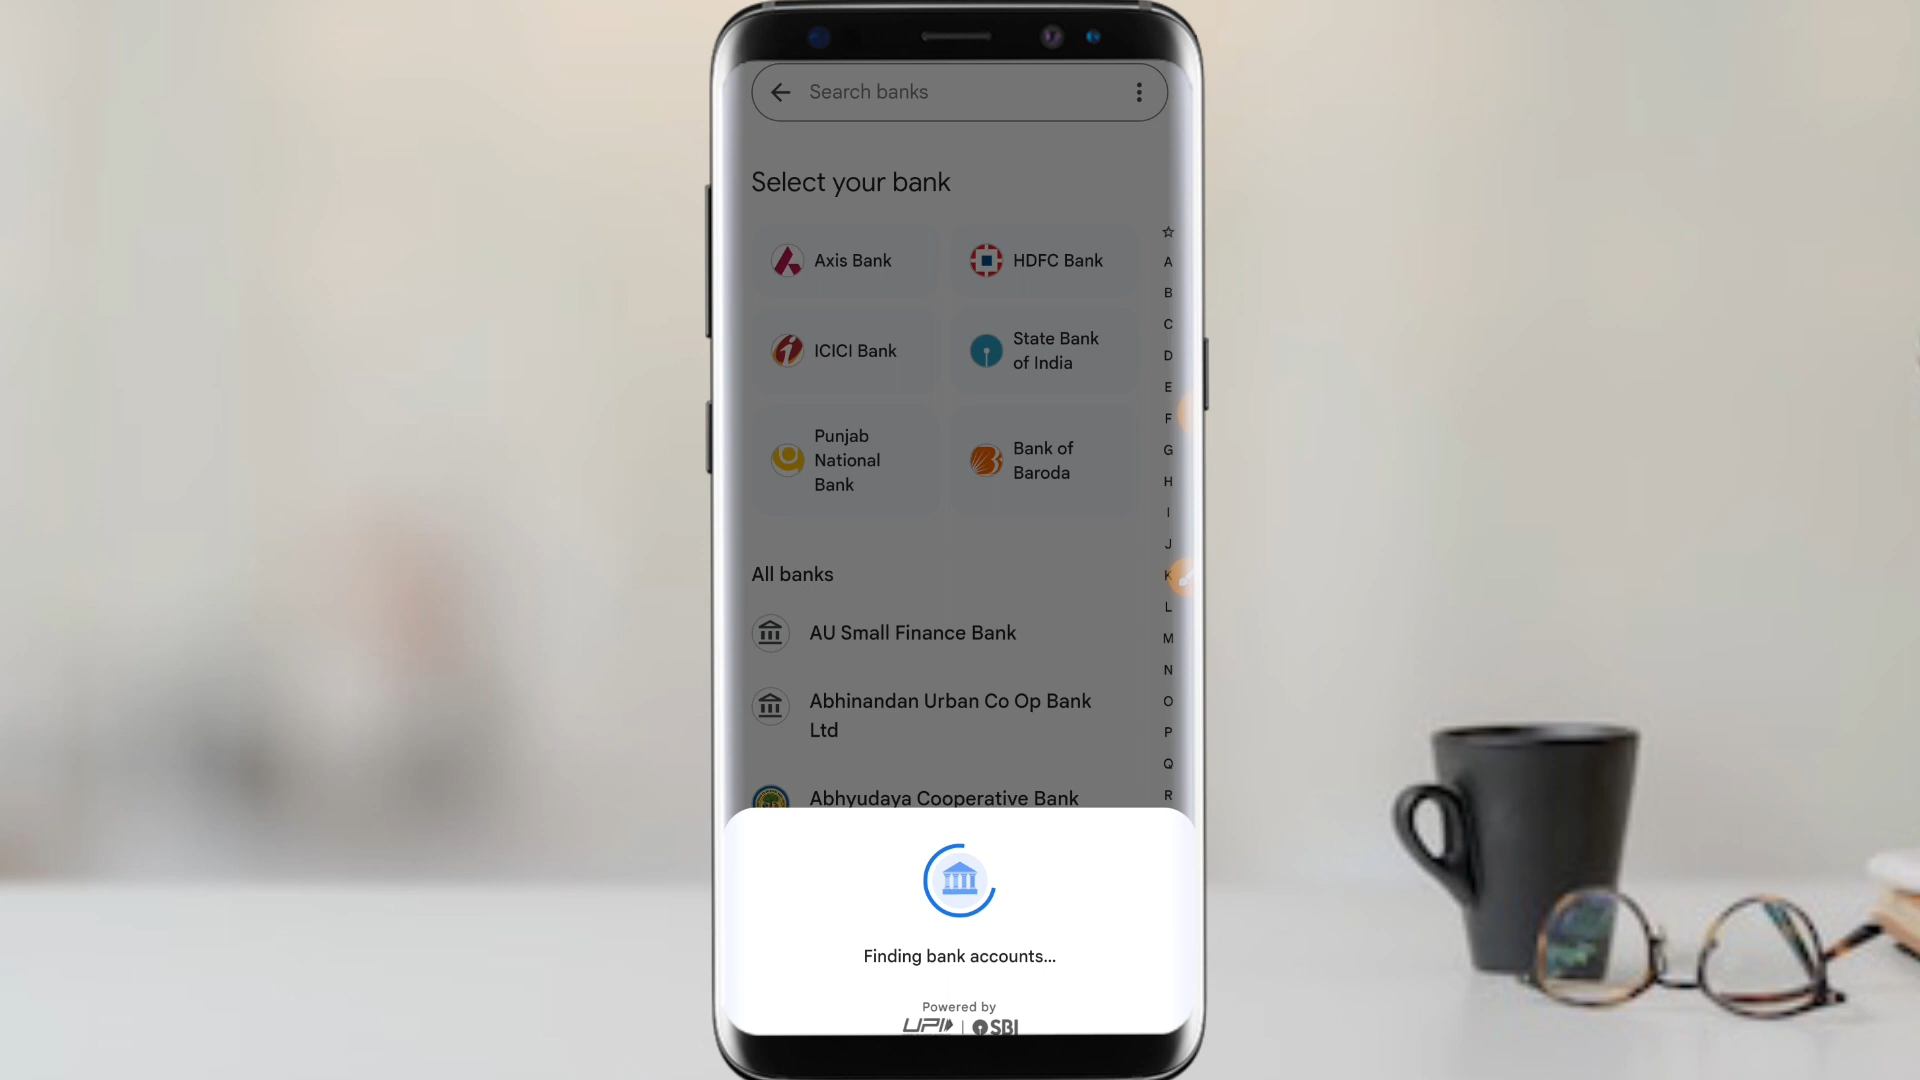 Search banks
Select your bank
Axis Bank
HDFC Bank
ICICI Bank
State Bank
of India
Punjab
National
Bank
Bank of
Baroda
A
B
C
D
E
F
G
H
I
J
K
L
M
N
O
P
Q
R
All banks
AU Small Finance Bank
Abhinandan Urban Co Op Bank
Ltd
Abhyudaya Cooperative Bank
Finding bank accounts...
Powered by
UPI | SBI